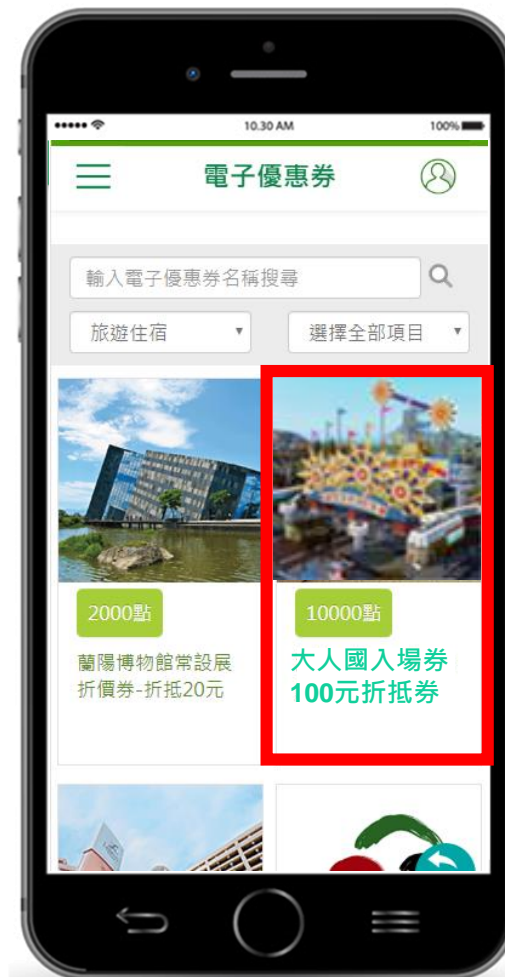 10.30 AM
100%
電子優惠券
輸入電子優惠券名稱搜尋
旅遊住宿
選擇全部項目
2000點
蘭陽博物館常設展
折價券-折抵20元
10000點
大人國入場券
100元折抵券